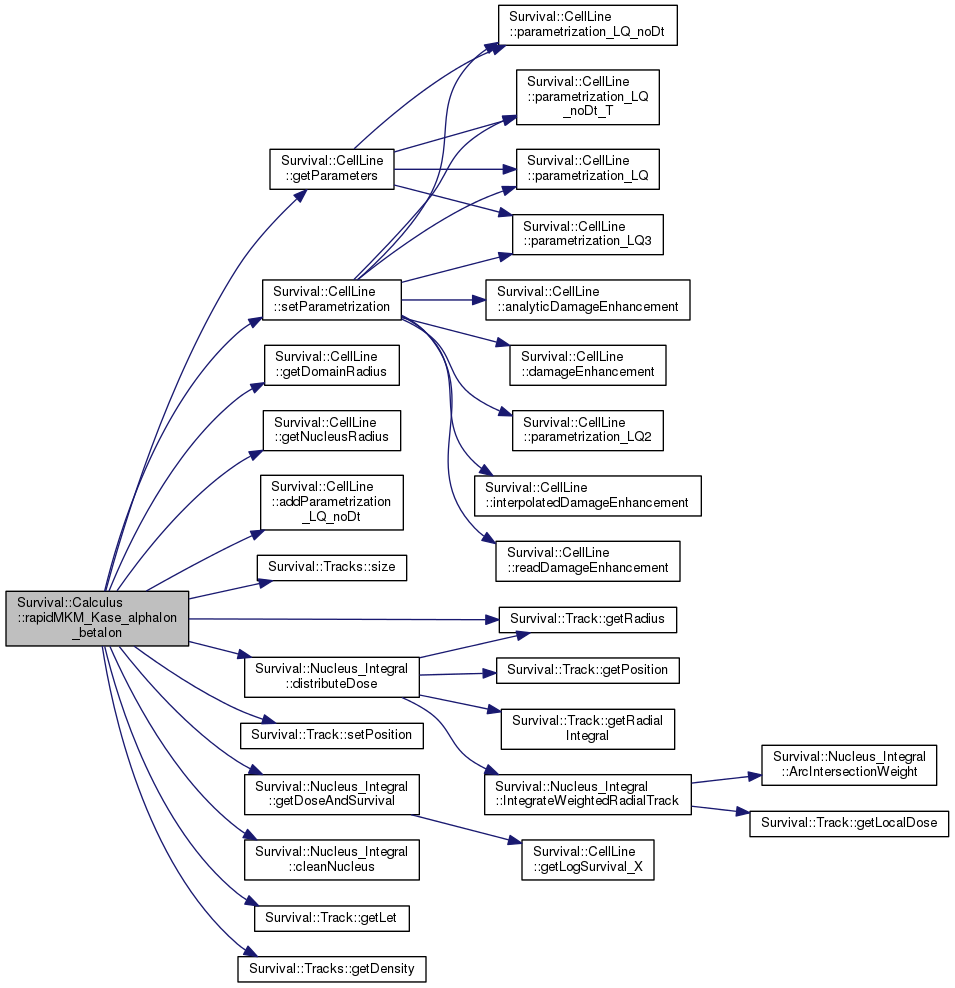 Survival::CellLine
::parametrization_LQ_noDt
Survival::CellLine
::parametrization_LQ
_noDt_T
Survival::CellLine
::getParameters
Survival::CellLine
::parametrization_LQ
Survival::CellLine
::parametrization_LQ3
Survival::CellLine
::setParametrization
Survival::CellLine
::analyticDamageEnhancement
Survival::CellLine
::getDomainRadius
Survival::CellLine
::damageEnhancement
Survival::CellLine
::getNucleusRadius
Survival::CellLine
::parametrization_LQ2
Survival::CellLine
::addParametrization
_LQ_noDt
Survival::CellLine
::interpolatedDamageEnhancement
Survival::Tracks::size
Survival::CellLine
::readDamageEnhancement
Survival::Calculus
::rapidMKM_Kase_alphaIon
_betaIon
Survival::Track::getRadius
Survival::Nucleus_Integral
::distributeDose
Survival::Track::getPosition
Survival::Track::setPosition
Survival::Track::getRadial
Integral
Survival::Nucleus_Integral
::getDoseAndSurvival
Survival::Nucleus_Integral
::IntegrateWeightedRadialTrack
Survival::Nucleus_Integral
::ArcIntersectionWeight
Survival::Track::getLocalDose
Survival::Nucleus_Integral
::cleanNucleus
Survival::CellLine
::getLogSurvival_X
Survival::Track::getLet
Survival::Tracks::getDensity